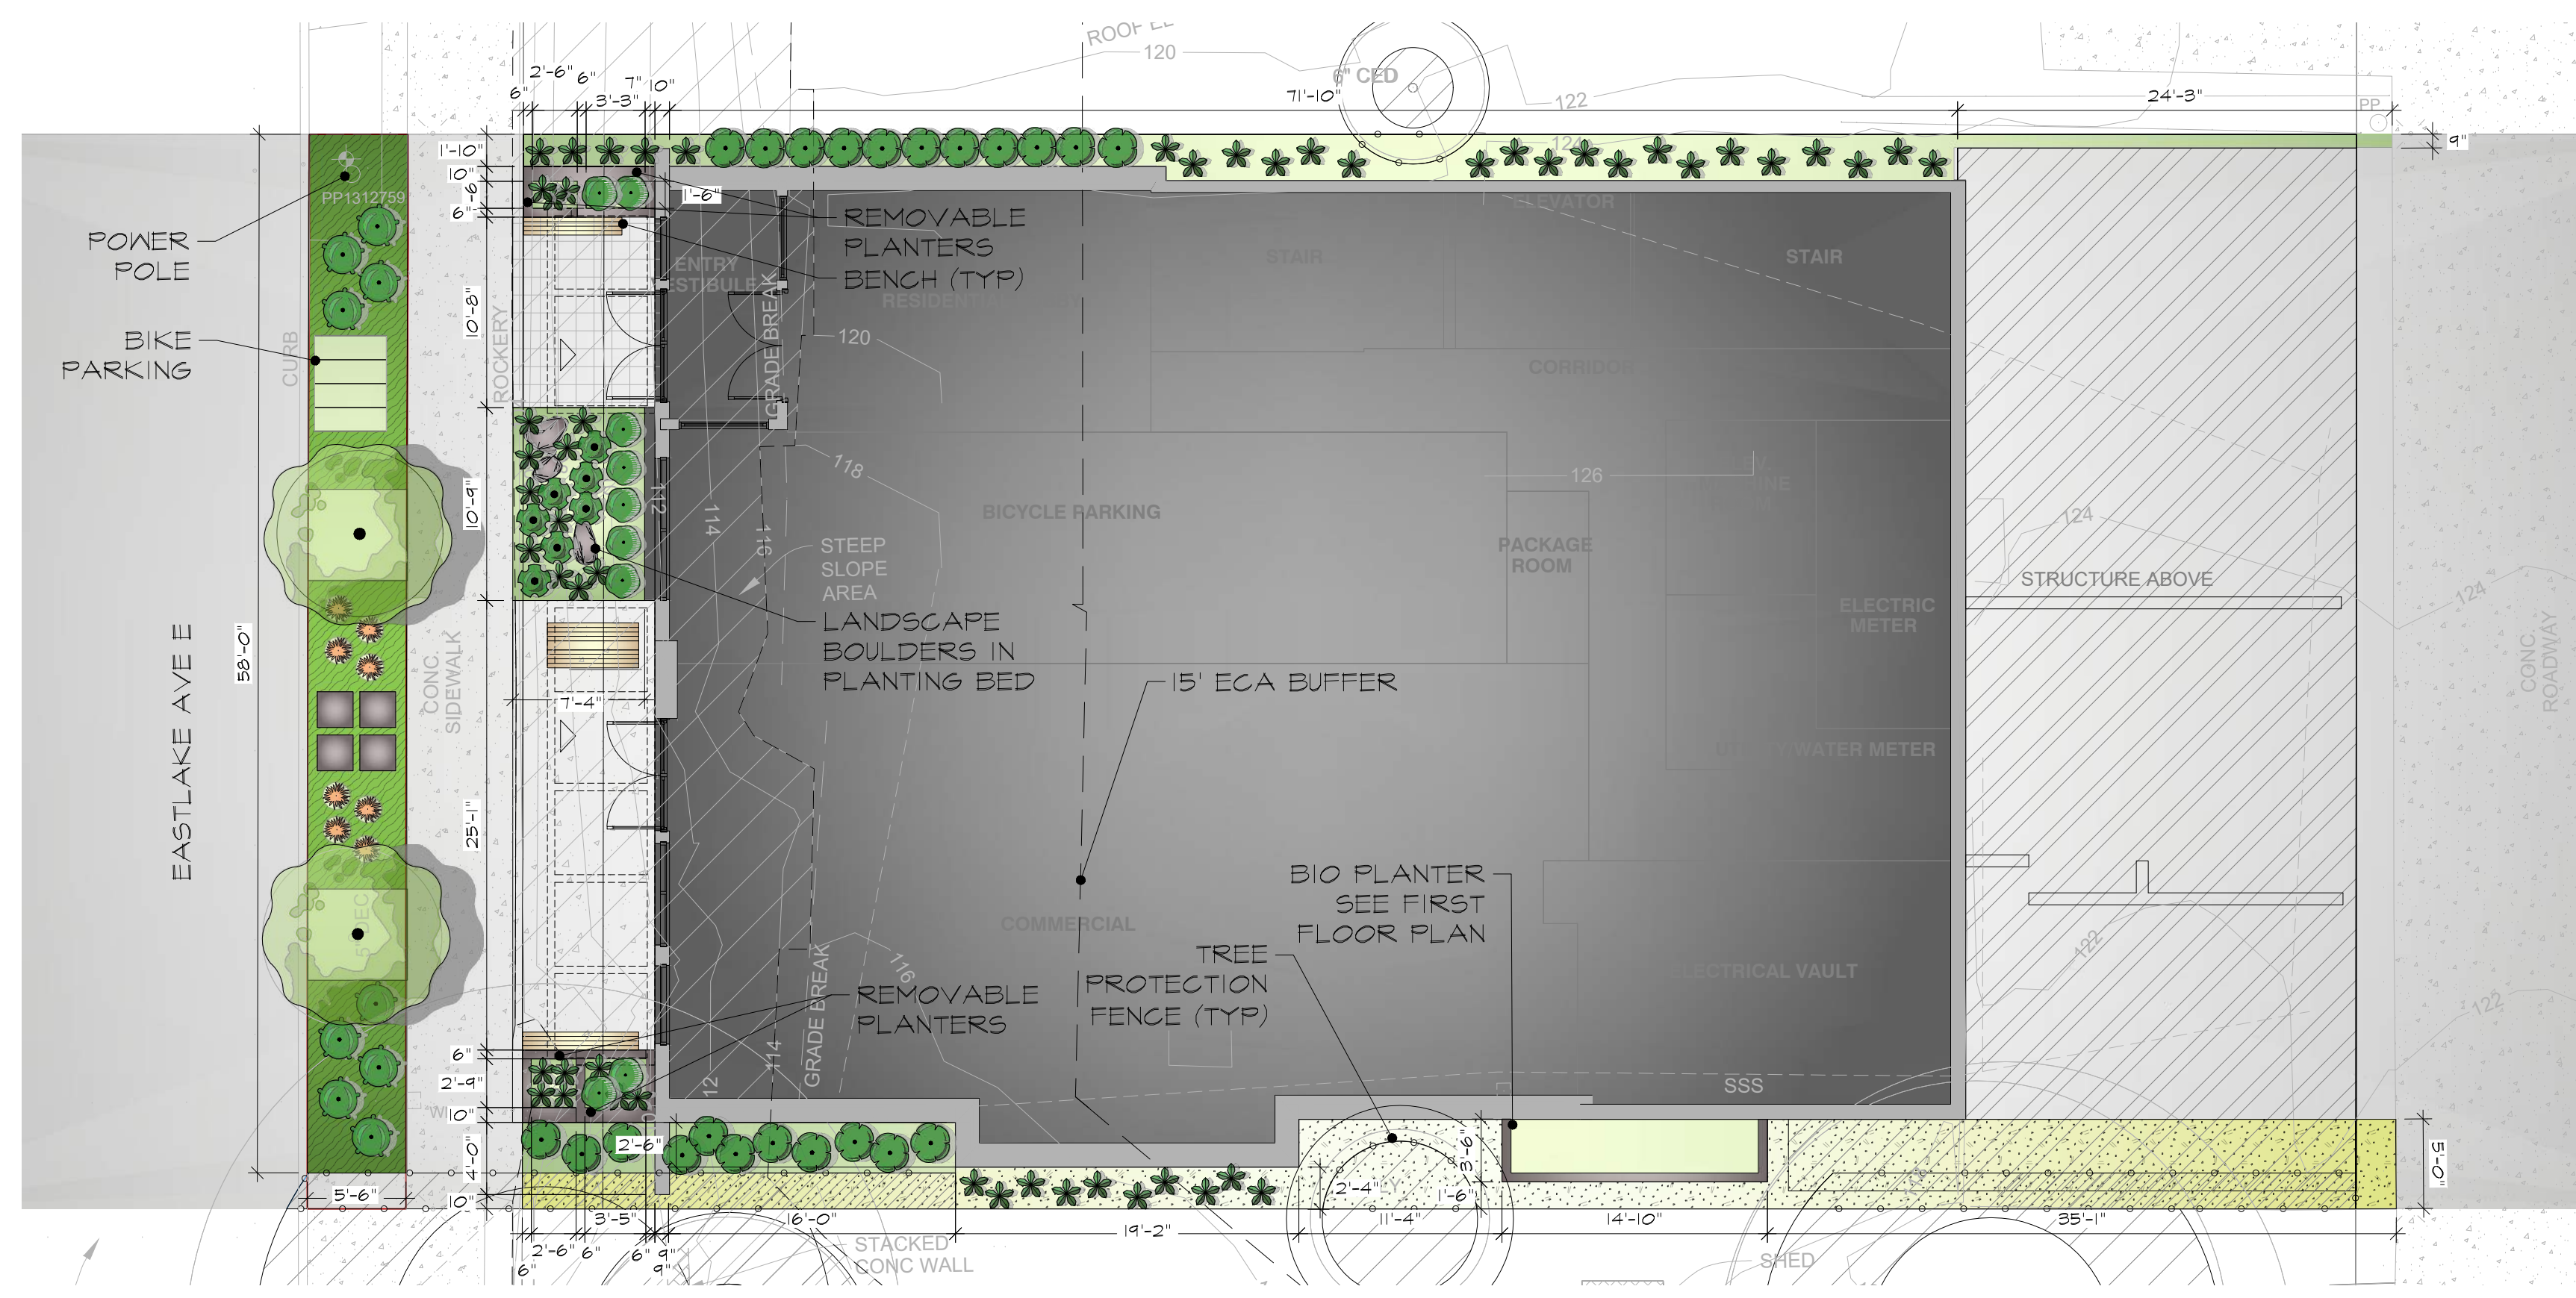 ROOF EL
120
6" CED
122
124
71'-10"
24'-3"
PP
9"
2'-6"
6"
7"
10"
6"
3'-3"
1'-10"
10"
6"
1'-6"
PP1312759
POWER
POLE
BIKE
PARKING
CURB
ROCKERY
10'-8"
REMOVABLE
PLANTERS
BENCH (TYP)
ENTRY
VESTIBULE
GRADE BREAK
ELEVATOR
STAIR
STAIR
120
CORRIDOR
118
126
10'-9"
112
114
116
BICYCLE PARKING
PACKAGE
ROOM
STEEP
SLOPE
AREA
LANDSCAPE
BOULDERS IN
PLANTING BED
124
STRUCTURE ABOVE
124
ELECTRIC
METER
EASTLAKE AVE E
58'-0"
CONC.
SIDEWALK
7'-4"
15' ECA BUFFER
UTILITY/WATER METER
CONC.
ROADWAY
25'-1"
BIO PLANTER
SEE FIRST
FLOOR PLAN
COMMERCIAL
TREE
PROTECTION
FENCE (TYP)
ELECTRICAL VAULT
122
122
116
REMOVABLE
PLANTERS
GRADE BREAK
114
12
SSS
6"
2'-9"
10"
4'-0"
10"
2'-6"
5'-6"
3'-5"
16'-0"
19'-2"
2'-4"
11'-4"
1'-6"
3'-6"
14'-10"
35'-1"
5'-0"
2'-6"
6"
6"
9"
6"
9"
STACKED
CONC WALL
SHED